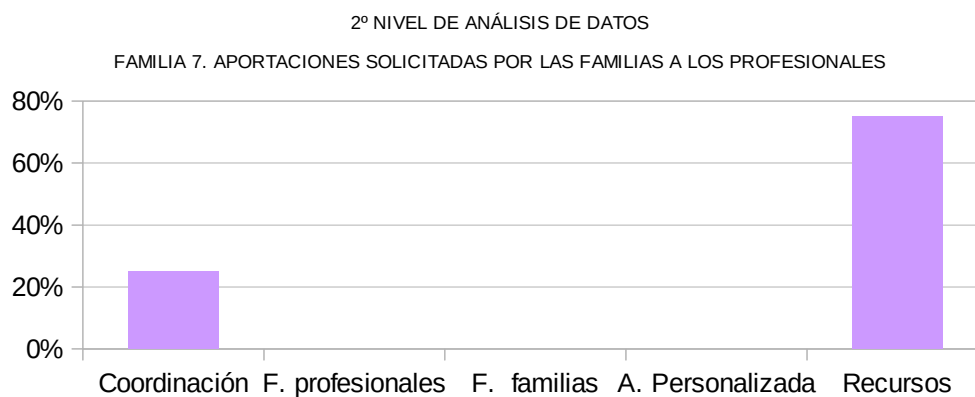 2º NIVEL DE ANÁLISIS DE DATOS
FAMILIA 7. APORTACIONES SOLICITADAS POR LAS FAMILIAS A LOS PROFESIONALES
80%
60%
40%
20%
0%
Coordinación F. profesionales F. familias A. Personalizada Recursos